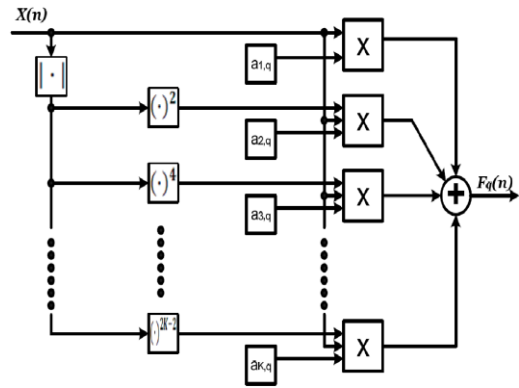 X(n)
X
a1,q
|·|
(·)²
X
a2,q
(·)⁴
X
Fq(n)
+
a3,q
(·)2K-2
X
aK,q